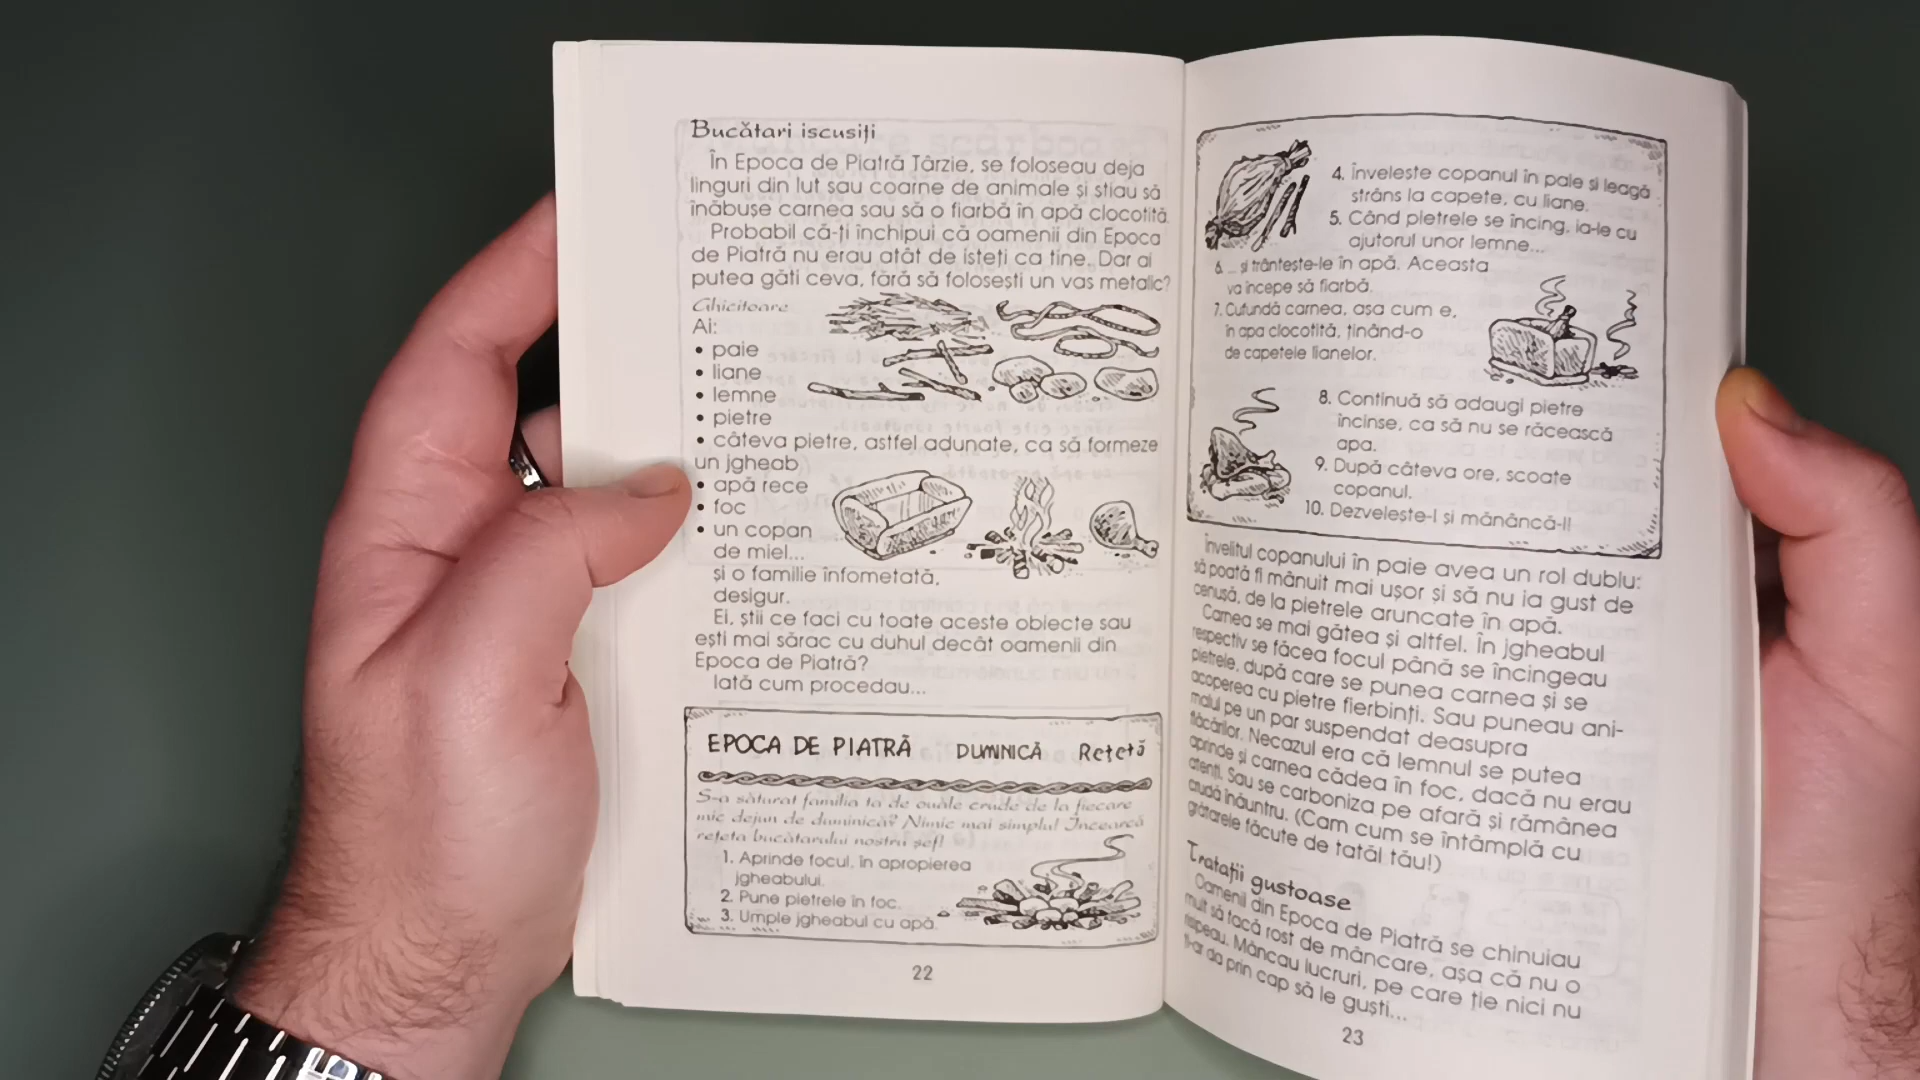 Bucătari iscusiți
În Epoca de Piatră Târzie, se foloseau deja
linguri din lut sau coarne de animale și știau să
înăbușe carnea sau să o fiarbă în apă clocotită.
Probabil că-ți închipui că oamenii din Epoca
de Piatră nu erau atât de isteți ca tine. Dar ai
putea găti ceva, fără să folosești un vas metalic?
Ghicitoare
Ai:
• paie
• liane
• lemne
• pietre
• câteva pietre, astfel adunate, ca să formeze
un jgheab
• apă rece
• foc
• un copan
de miel...
și o familie înfometată,
desigur.
Ei, știi ce faci cu toate aceste obiecte sau
ești mai sărac cu duhul decât oamenii din
Epoca de Piatră?
Iată cum procedau...
EPOCA DE PIATRĂ DUMINICĂ Rețetă
S-a săturat familia ta de ouăle crude de la fiecare
mic dejun de duminică? Nimic mai simplu! Încearcă
rețeta bucătarului nostru șef!
1. Aprinde focul, în apropierea
jgheabului.
2. Pune pietrele în foc.
3. Umple jgheabul cu apă.
22
4. Învelește copanul în paie și leagă
strâns la capete, cu liane.
5. Când pietrele se încing, ia-le cu
ajutorul unor lemne...
6. ... și trântește-le în apă. Aceasta
va începe să fiarbă.
7. Cufundă carnea, așa cum e,
în apa clocotită, ținând-o
de capetele lianelor.
8. Continuă să adaugi pietre
încinse, ca să nu se răcească
apa.
9. După câteva ore, scoate
copanul.
10. Dezvelește-l și mănâncă-l!
Învelitul copanului în paie avea un rol dublu:
să poată fi mânuit mai ușor și să nu ia gust de
cenușă, de la pietrele aruncate în apă.
Carnea se mai gătea și altfel. În jgheabul
respectiv se făcea focul până se încingeau
pietrele, după care se punea carnea și se
acoperea cu pietre fierbinți. Sau puneau ani-
malul pe un par suspendat deasupra
flăcărilor. Necazul era că lemnul se putea
aprinde și carnea cădea în foc, dacă nu erau
atenți. Sau se carboniza pe afară și rămânea
crudă înăuntru. (Cam cum se întâmplă cu
grătarele făcute de tatăl tău!)
Tratații gustoase
Oamenii din Epoca de Piatră se chinuiau
mult să facă rost de mâncare, așa că nu o
risipeau. Mâncau lucruri, pe care ție nici nu
ți-ar da prin cap să le guști...
23